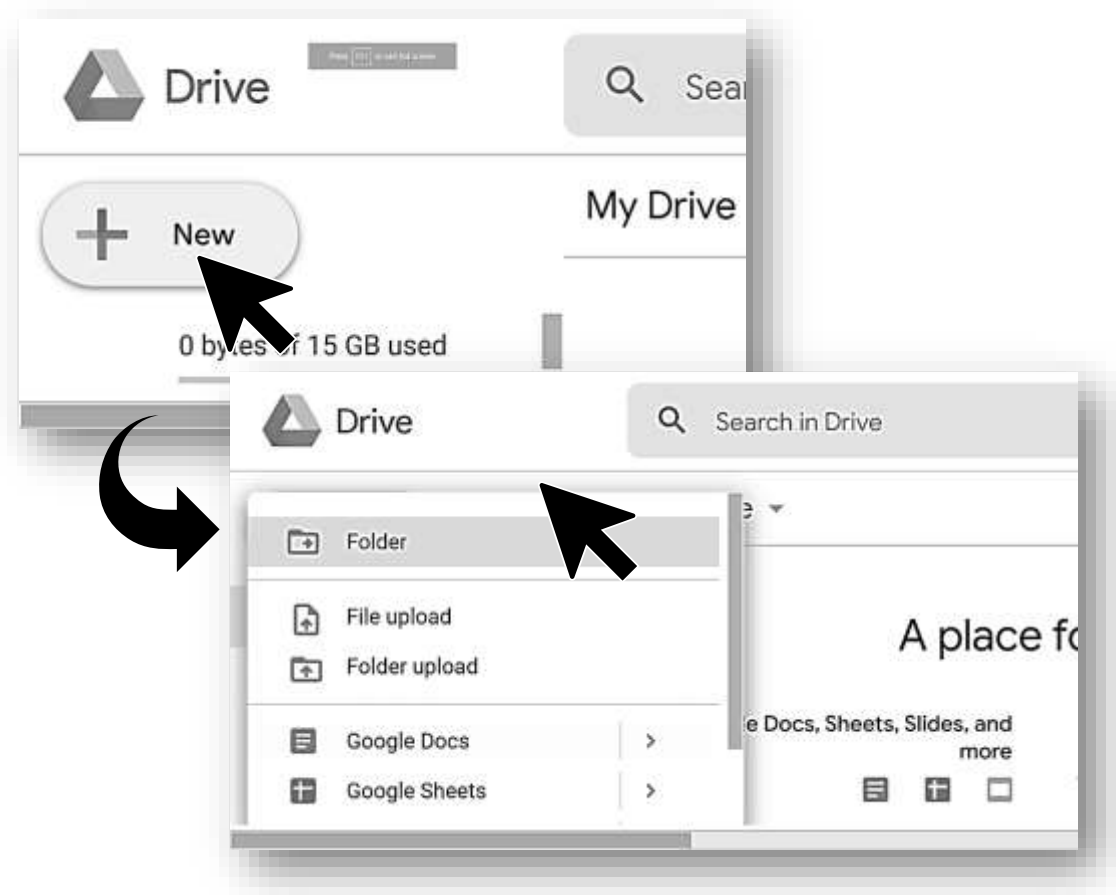 Drive
Sear
New
My Drive
0 bytes of 15 GB used
Drive
Search in Drive
Folder
File upload
Folder upload
A place fo
e Docs, Sheets, Slides, and
more
Google Docs
Google Sheets